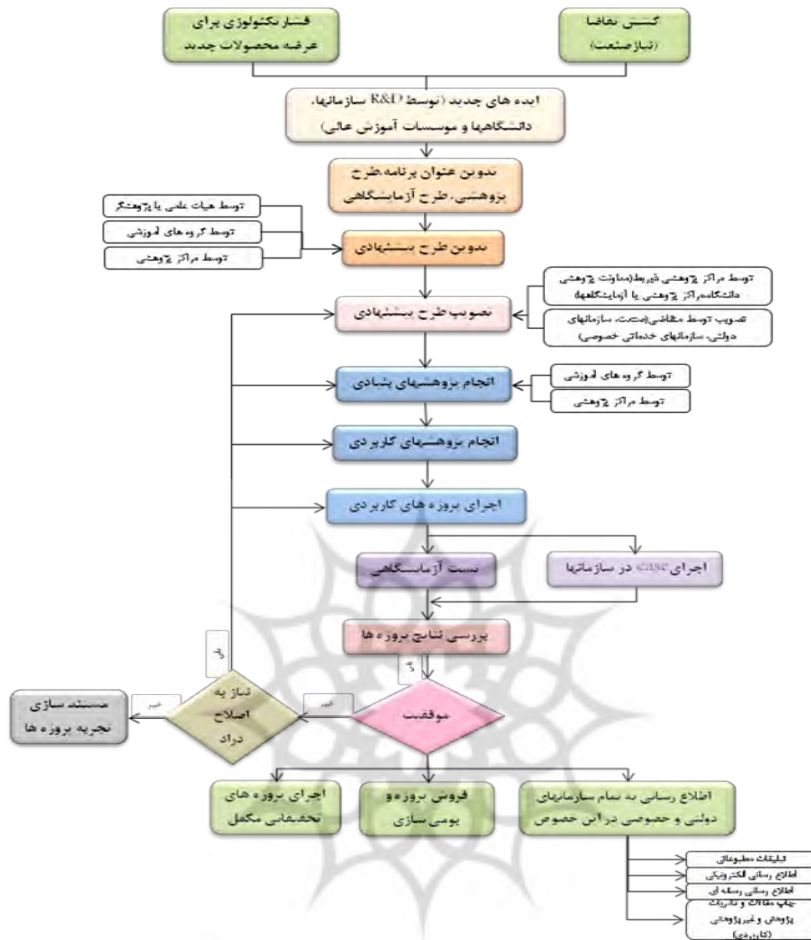 کشش تقاضا
(نیاز صنعت)
فشار تکنولوژی برای
عرضه محصولات جدید
ایده های جدید (توسط R&D سازمانها،
دانشگاهها و موسسات آموزش عالی)
تدوین عنوان برنامه، طرح
پژوهشی، طرح آزمایشگاهی
تدوین طرح پیشنهادی
توسط هیات علمی یا پژوهشگر
توسط گروه های آموزشی
توسط مراکز پژوهشی
تصویب طرح پیشنهادی
توسط مراکز پژوهشی ذیربط(معاونت پژوهشی
دانشگاه، مراکز پژوهشی یا آزمایشگاهها)
تصویب توسط متقاضی(صنعت، سازمانهای
دولتی، سازمانهای خدماتی خصوصی)
انجام پژوهشهای بنیادی
توسط گروه های آموزشی
توسط مراکز پژوهشی
انجام پژوهشهای کاربردی
اجرای پروژه های کاربردی
اجرای case در سازمانها
تست آزمایشگاهی
بررسی نتایج پروژه ها
بلی
موفقیت
خیر
نیاز به
اصلاح
دراد
بلی
خیر
مستند سازی
تجربه پروژه ها
اطلاع رسانی به تمام سازمانهای
دولتی و خصوصی در این خصوص
فروش پروژه و
بومی سازی
اجرای پروژه های
تحقیقاتی مکمل
تبلیغات مطبوعاتی
اطلاع رسانی الکترونیکی
اطلاع رسانی رسانه ای
چاپ مقالات و نشریات
پژوهش و غیرپژوهشی
(کاربردی)